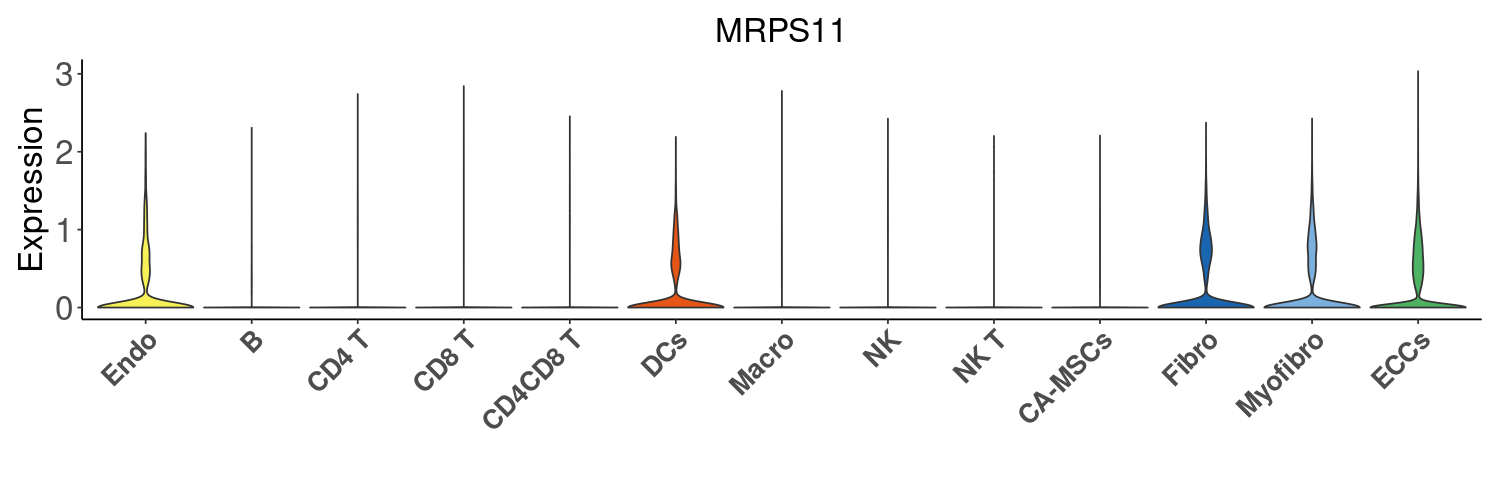 MRPS11
Expression
3
2
1
0
Endo
B
CD4 T
CD8 T
CD4CD8 T
DCs
Macro
NK
NK T
CA-MSCs
Fibro
Myofibro
ECCs